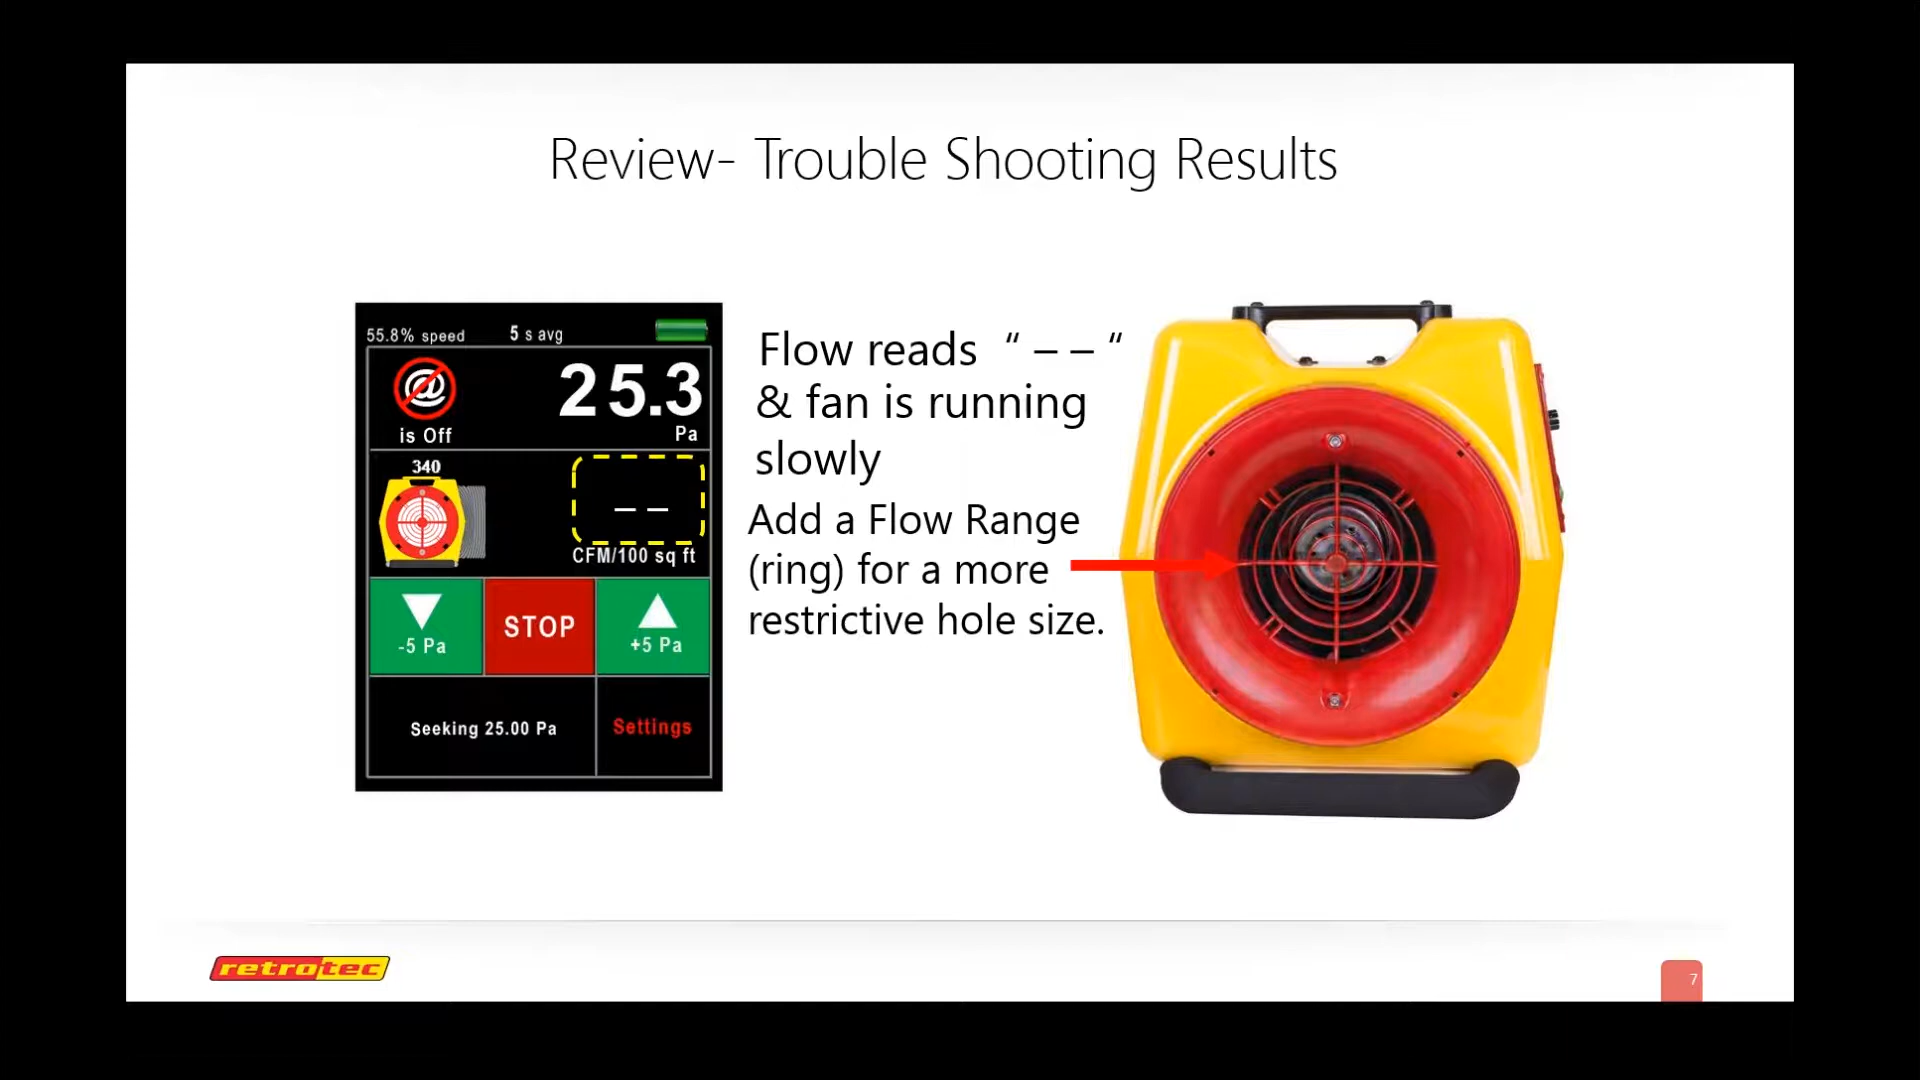 Review- Trouble Shooting Results
55.8% speed 5 s avg
@
is Off
25.3
Pa
340
– –
CFM/100 sq ft
-5 Pa
STOP
+5 Pa
Seeking 25.00 Pa
Settings
Flow reads “ – – “
& fan is running
slowly
Add a Flow Range
(ring) for a more
restrictive hole size.
retrotec
7